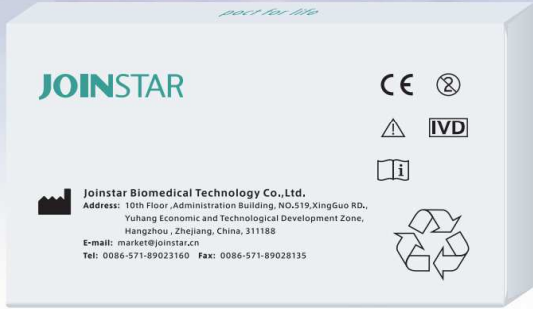 pact for life
JOINSTAR
CE
2
IVD
i
Joinstar Biomedical Technology Co.,Ltd.
Address: 10th Floor ,Administration Building, NO.519,XingGuo RD.,
Yuhang Economic and Technological Development Zone,
Hangzhou , Zhejiang, China, 311188
E-mail: market@joinstar.cn
Tel: 0086-571-89023160 Fax: 0086-571-89028135